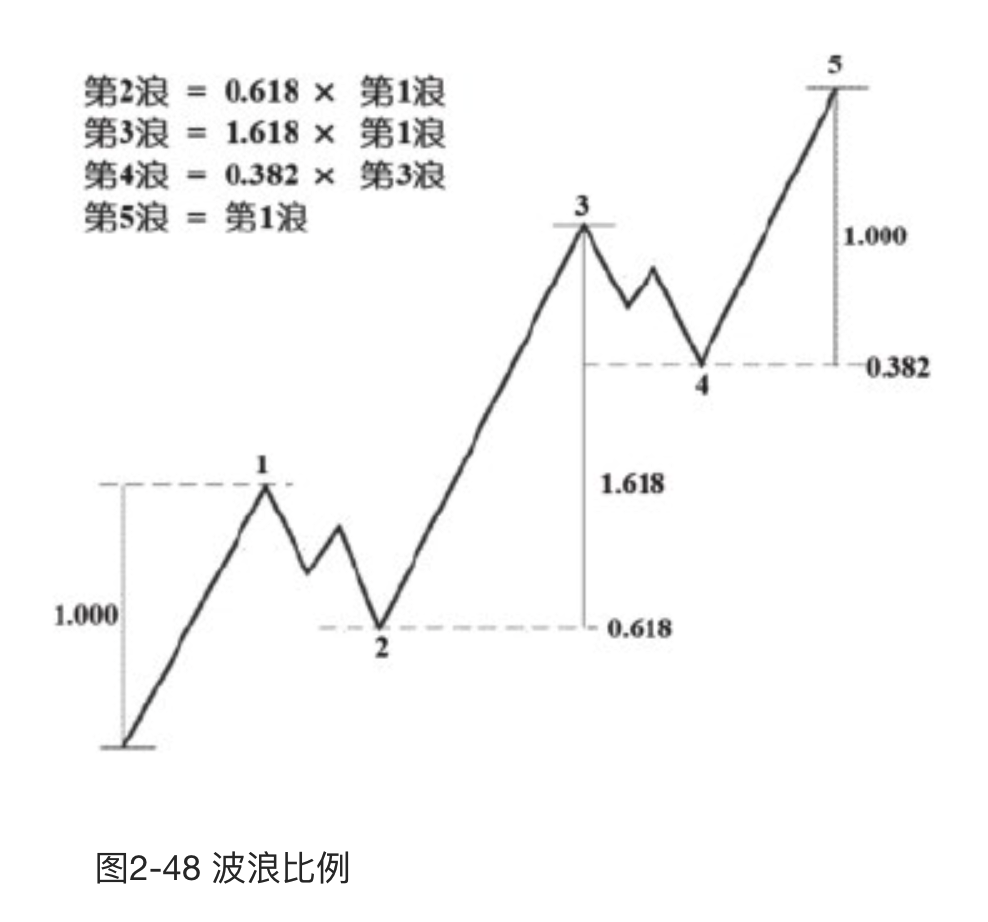 第2浪 = 0.618 × 第1浪
第3浪 = 1.618 × 第1浪
第4浪 = 0.382 × 第3浪
第5浪 = 第1浪
5
3
1.000
0.382
4
1
1.618
1.000
0.618
2
图2-48 波浪比例